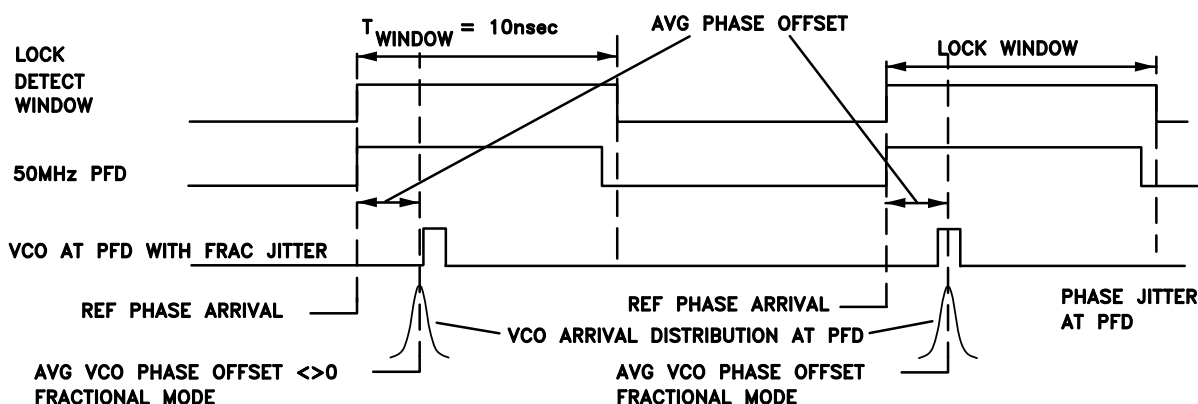 T WINDOW = 10nsec
AVG PHASE OFFSET
LOCK WINDOW
LOCK
DETECT
WINDOW
50MHz PFD
VCO AT PFD WITH FRAC JITTER
REF PHASE ARRIVAL
REF PHASE ARRIVAL
PHASE JITTER
AT PFD
VCO ARRIVAL DISTRIBUTION AT PFD
AVG VCO PHASE OFFSET <>0
FRACTIONAL MODE
AVG VCO PHASE OFFSET
FRACTIONAL MODE